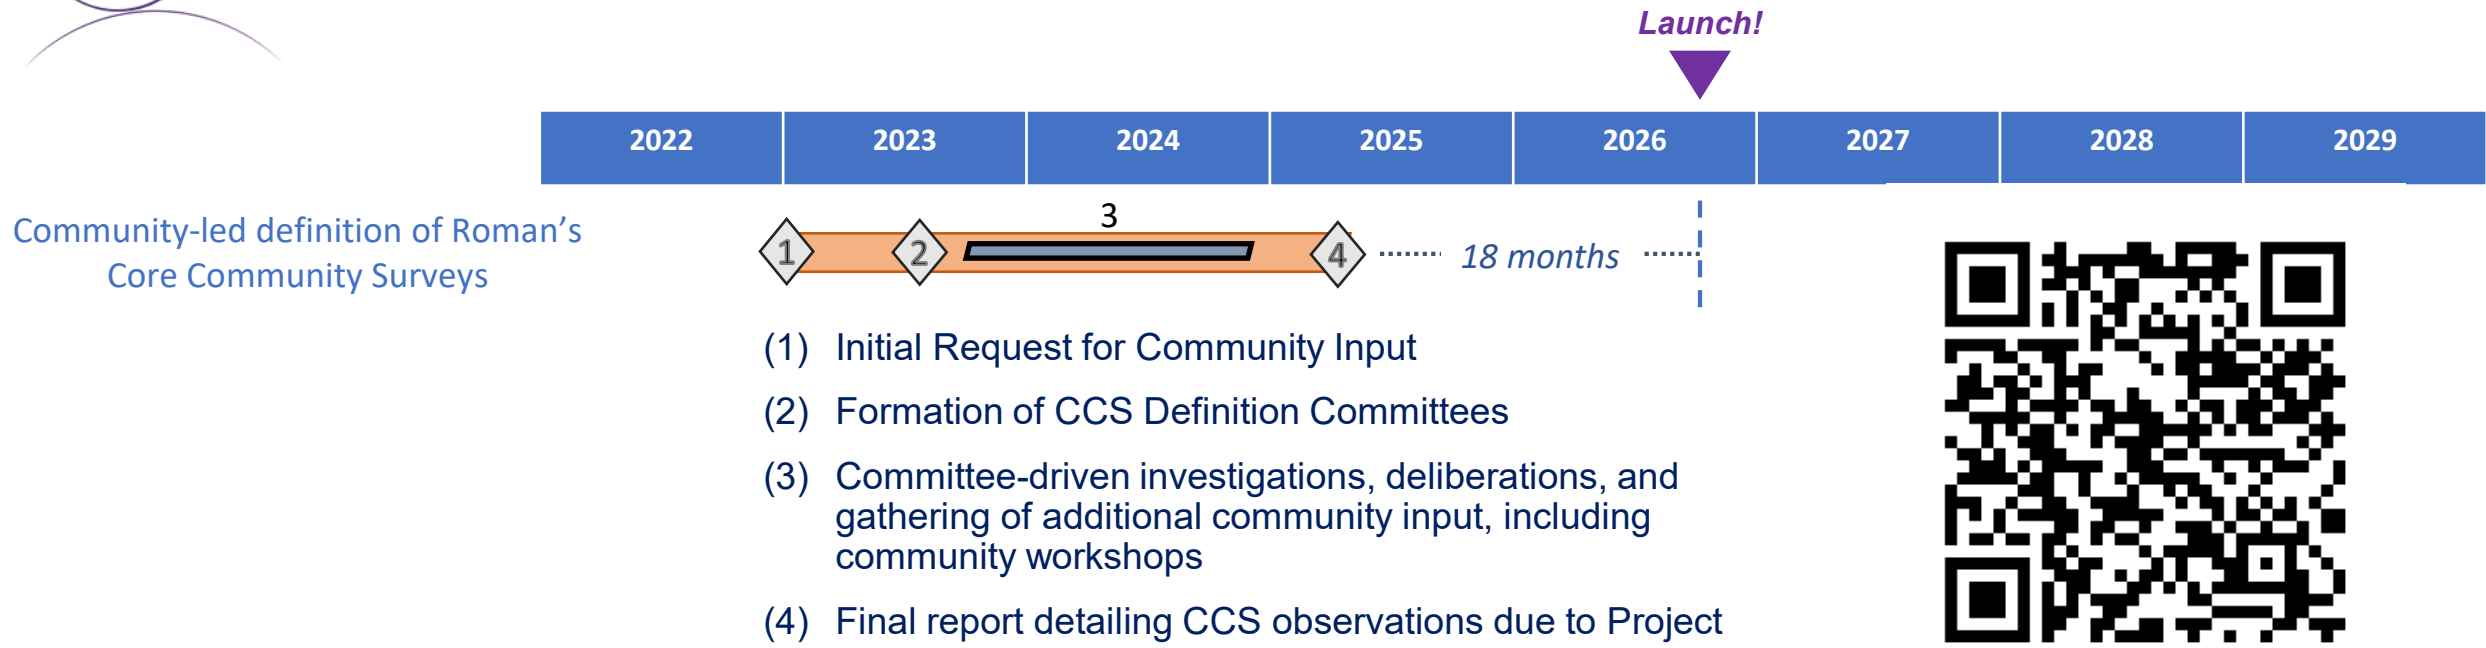 Launch!
2022 2023 2024 2025 2026 2027 2028 2029
Community-led definition of Roman's
Core Community Surveys
1 2 3 4 18 months
(1) Initial Request for Community Input
(2) Formation of CCS Definition Committees
(3) Committee-driven investigations, deliberations, and
gathering of additional community input, including
community workshops
(4) Final report detailing CCS observations due to Project